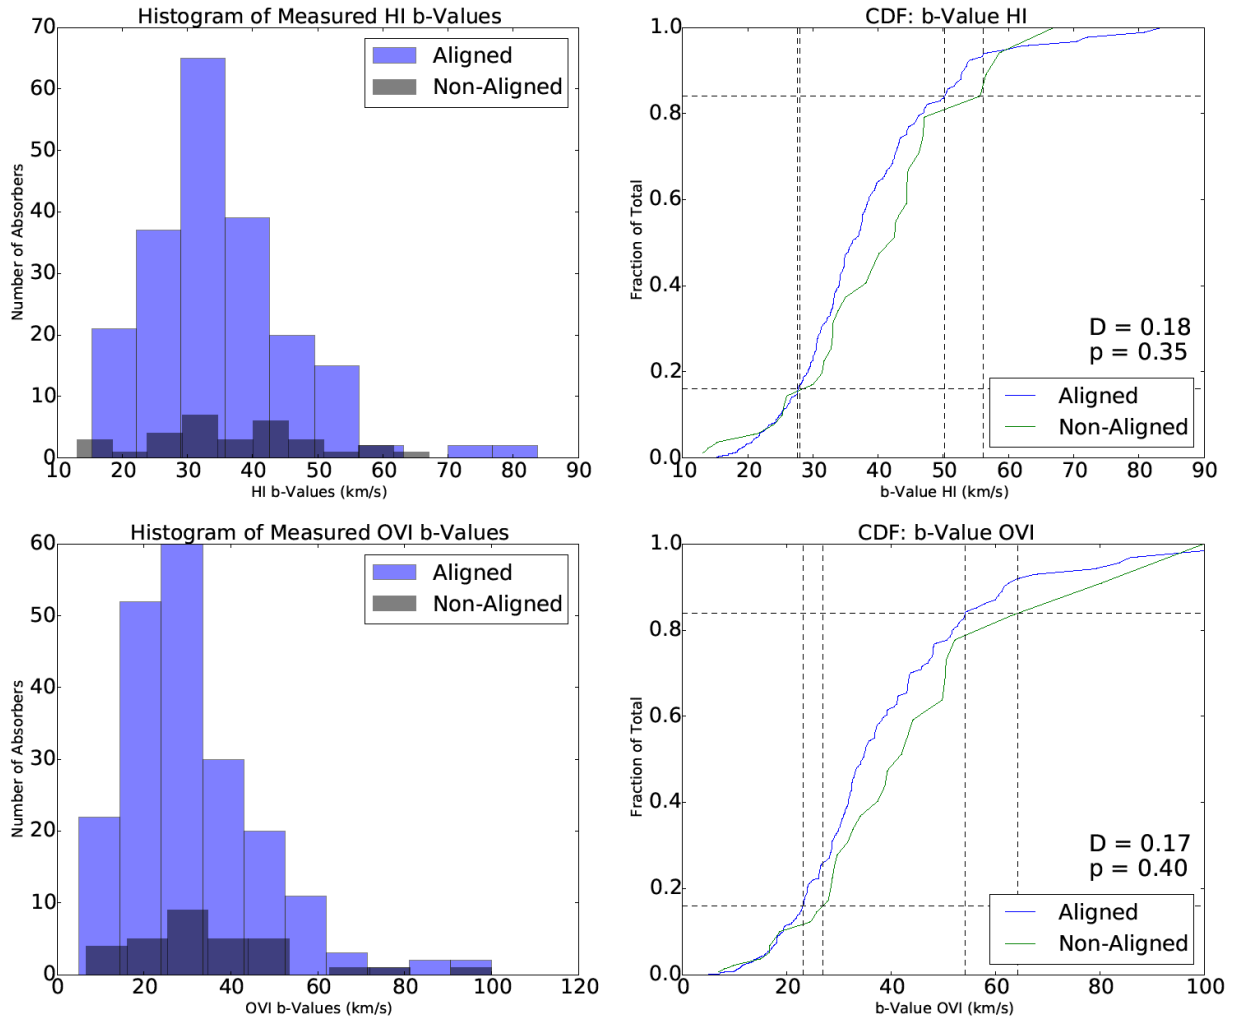 Histogram of Measured HI b-Values
70
60
50
40
30
20
10
0
10 20 30 40 50 60 70 80 90
Number of Absorbers
HI b-Values (km/s)
Aligned
Non-Aligned
CDF: b-Value HI
1.0
0.8
0.6
0.4
0.2
0.0
10 20 30 40 50 60 70 80 90
Fraction of Total
b-Value HI (km/s)
D = 0.18
p = 0.35
Aligned
Non-Aligned
Histogram of Measured OVI b-Values
60
50
40
30
20
10
0
0 20 40 60 80 100 120
Number of Absorbers
OVI b-Values (km/s)
Aligned
Non-Aligned
CDF: b-Value OVI
1.0
0.8
0.6
0.4
0.2
0.0
0 20 40 60 80 100
Fraction of Total
b-Value OVI (km/s)
D = 0.17
p = 0.40
Aligned
Non-Aligned